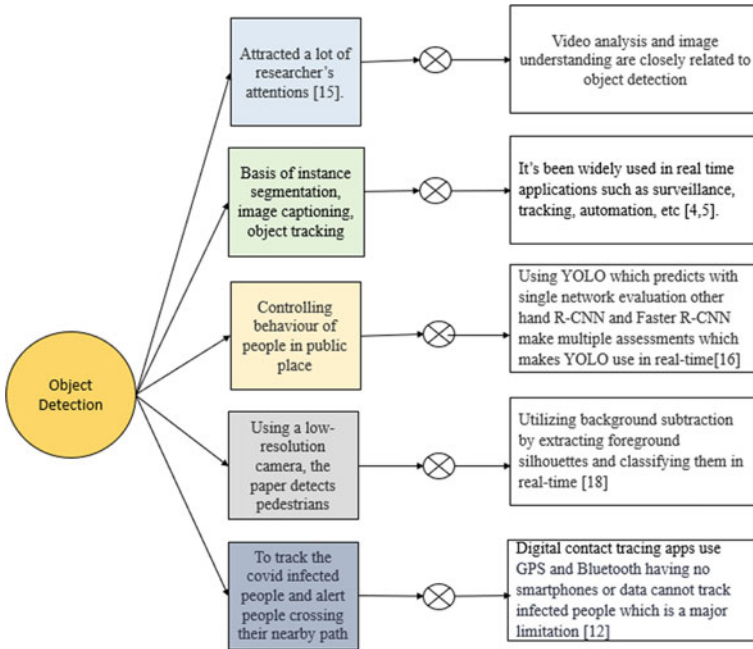 Object
Detection
Attracted a lot of
researcher's
attentions [15].
Video analysis and image
understanding are closely related to
object detection
Basis of instance
segmentation,
image captioning,
object tracking
It's been widely used in real time
applications such as surveillance,
tracking, automation, etc [4,5].
Controlling
behaviour of
people in public
place
Using YOLO which predicts with
single network evaluation other
hand R-CNN and Faster R-CNN
make multiple assessments which
makes YOLO use in real-time[16]
Using a low-
resolution
camera, the
paper detects
pedestrians
Utilizing background subtraction
by extracting foreground
silhouettes and classifying them in
real-time [18]
To track the
covid infected
people and alert
people crossing
their nearby path
Digital contact tracing apps use
GPS and Bluetooth having no
smartphones or data cannot track
infected people which is a major
limitation [12]